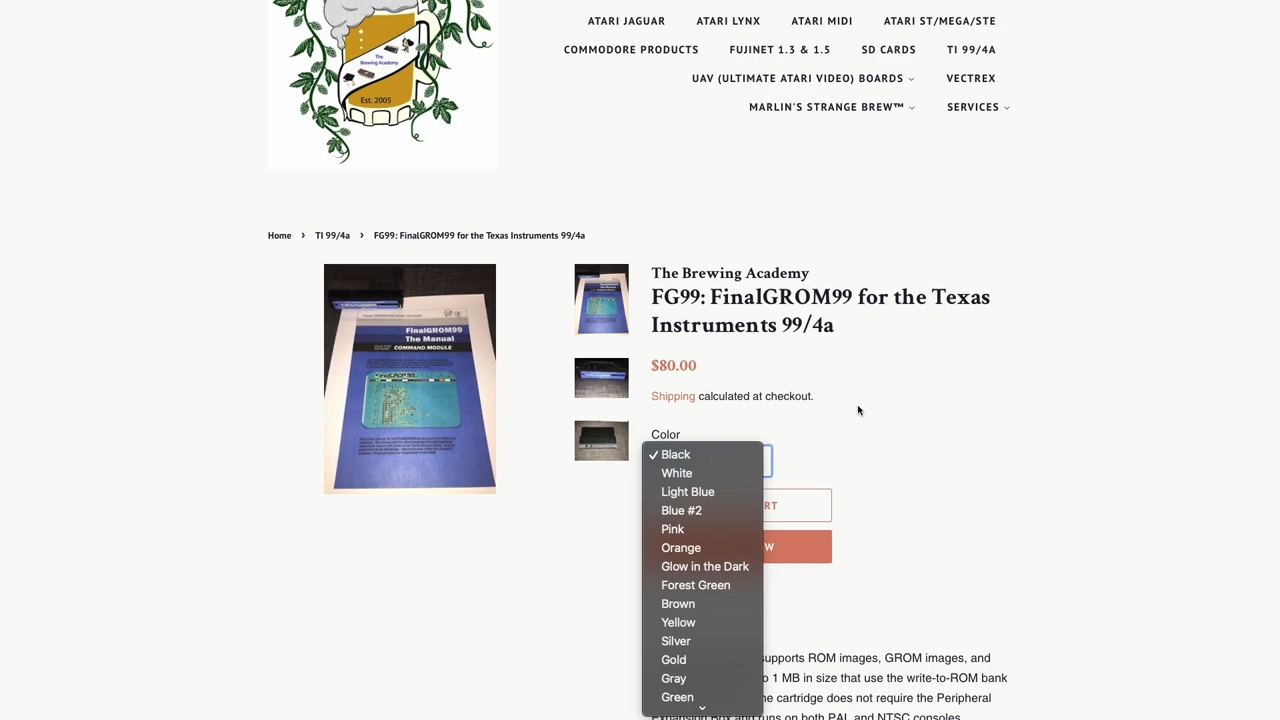 ATARI JAGUAR ATARI LYNX ATARI MIDI ATARI ST/MEGA/STE
COMMODORE PRODUCTS FUJINET 1.3 & 1.5 SD CARDS TI 99/4A
UAV (ULTIMATE ATARI VIDEO) BOARDS VECTREX
MARLIN'S STRANGE BREW™ SERVICES
The
Brewing Academy
Est. 2005
Home › TI 99/4a › FG99: FinalGROM99 for the Texas Instruments 99/4a
FinalGROM99
The Manual
COMMAND MODULE
The Brewing Academy
FG99: FinalGROM99 for the Texas
Instruments 99/4a
$80.00
Shipping calculated at checkout.
Color
✓ Black
White
Light Blue
Blue #2
Pink
Orange
Glow in the Dark
Forest Green
Brown
Yellow
Silver
Gold
Gray
Green
RT
W
supports ROM images, GROM images, and
o 1 MB in size that use the write-to-ROM bank
he cartridge does not require the Peripheral
Expansion Box and runs on both PAL and NTSC consoles